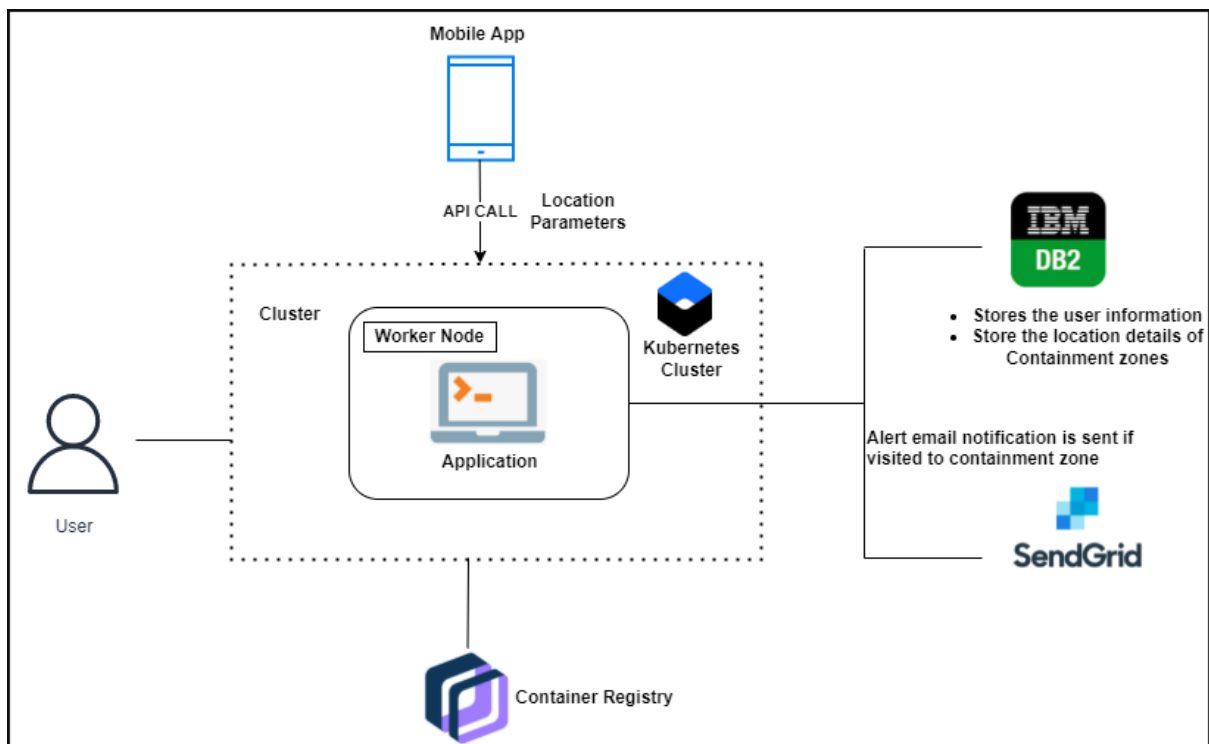 Mobile App
API CALL
Location
Parameters
Cluster
Worker Node
Application
Kubernetes
Cluster
IBM
DB2
• Stores the user information
• Store the location details of
Containment zones
Alert email notification is sent if
visited to containment zone
SendGrid
User
Container Registry